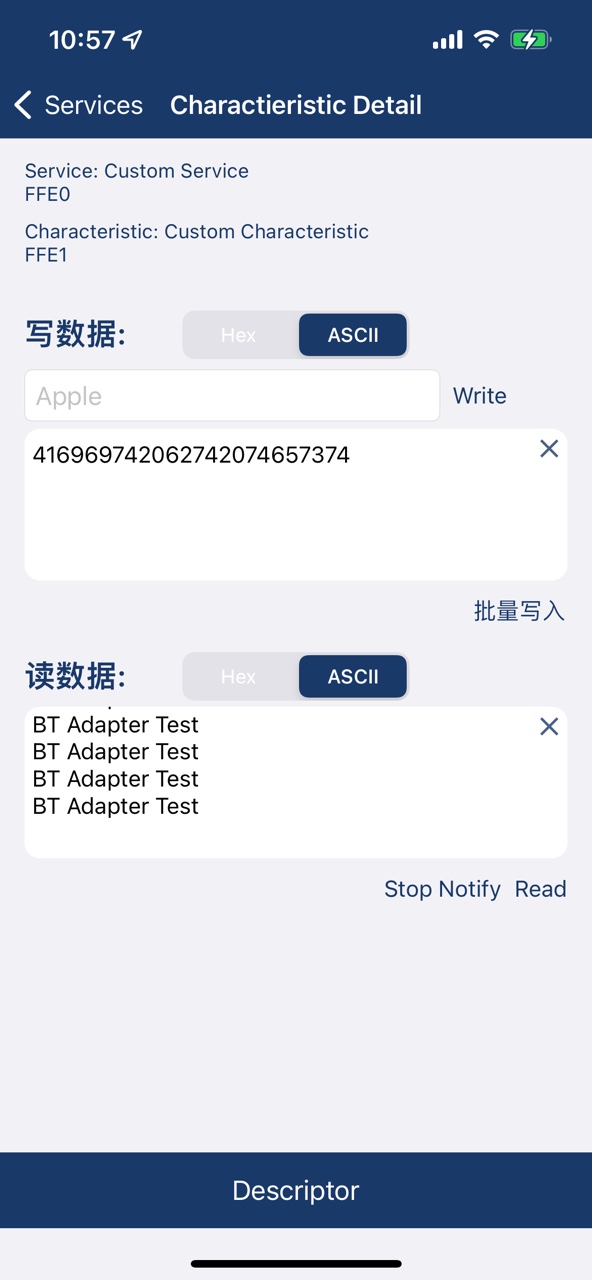 10:57
Services Charactieristic Detail
Service: Custom Service
FFE0
Characteristic: Custom Characteristic
FFE1
写数据: Hex ASCII
Apple Write
416969742062742074657374
批量写入
读数据: Hex ASCII
BT Adapter Test
BT Adapter Test
BT Adapter Test
BT Adapter Test
Stop Notify Read
Descriptor